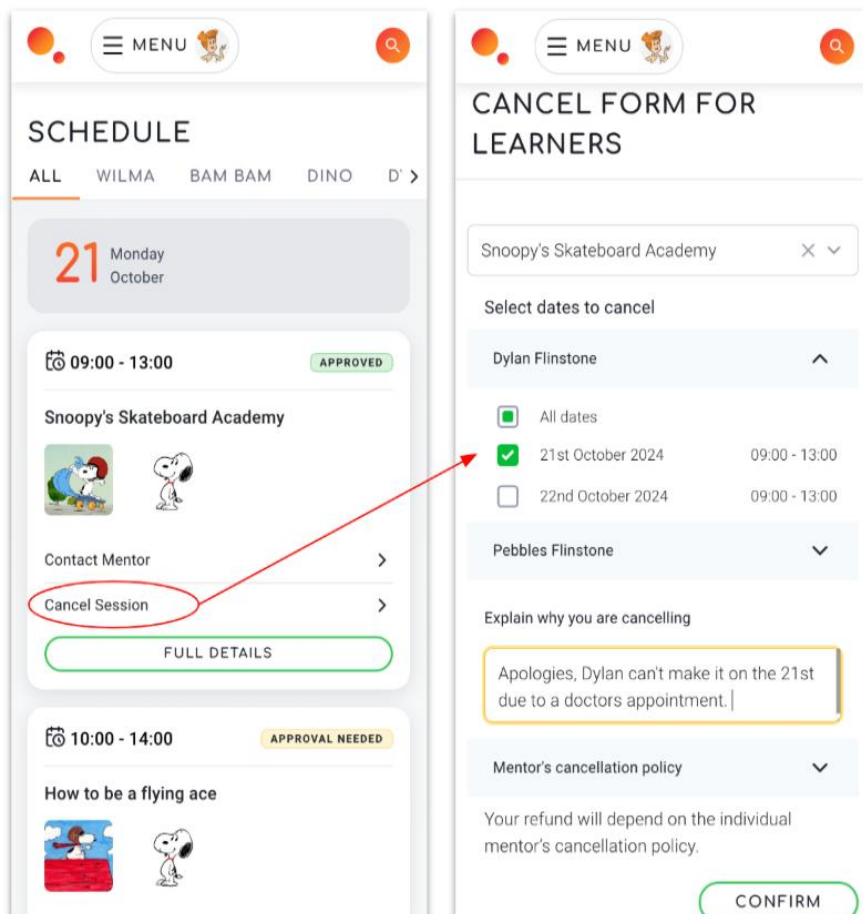 MENU
SCHEDULE
ALL WILMA BAM BAM DINO
21 Monday
October
09:00 - 13:00 APPROVED
Snoopy's Skateboard Academy
Contact Mentor
Cancel Session
FULL DETAILS
10:00 - 14:00 APPROVAL NEEDED
How to be a flying ace
MENU
CANCEL FORM FOR
LEARNERS
Snoopy's Skateboard Academy
Select dates to cancel
Dylan Flinstone
All dates
21st October 2024 09:00 - 13:00
22nd October 2024 09:00 - 13:00
Pebbles Flinstone
Explain why you are cancelling
Apologies, Dylan can't make it on the 21st
due to a doctors appointment.
Mentor's cancellation policy
Your refund will depend on the individual
mentor's cancellation policy.
CONFIRM